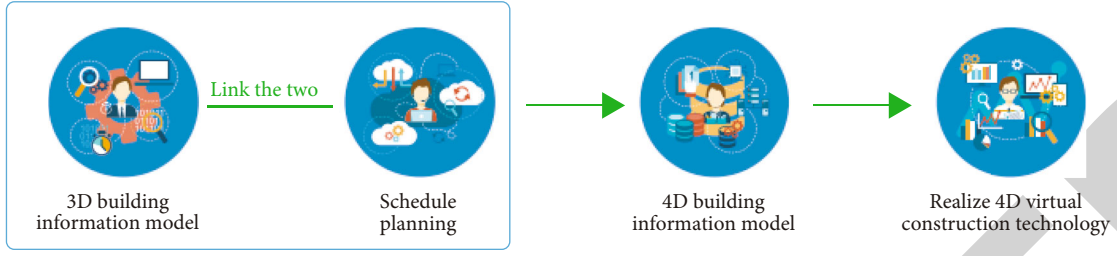 Link the two
3D building
information model
Schedule
planning
4D building
information model
Realize 4D virtual
construction technology